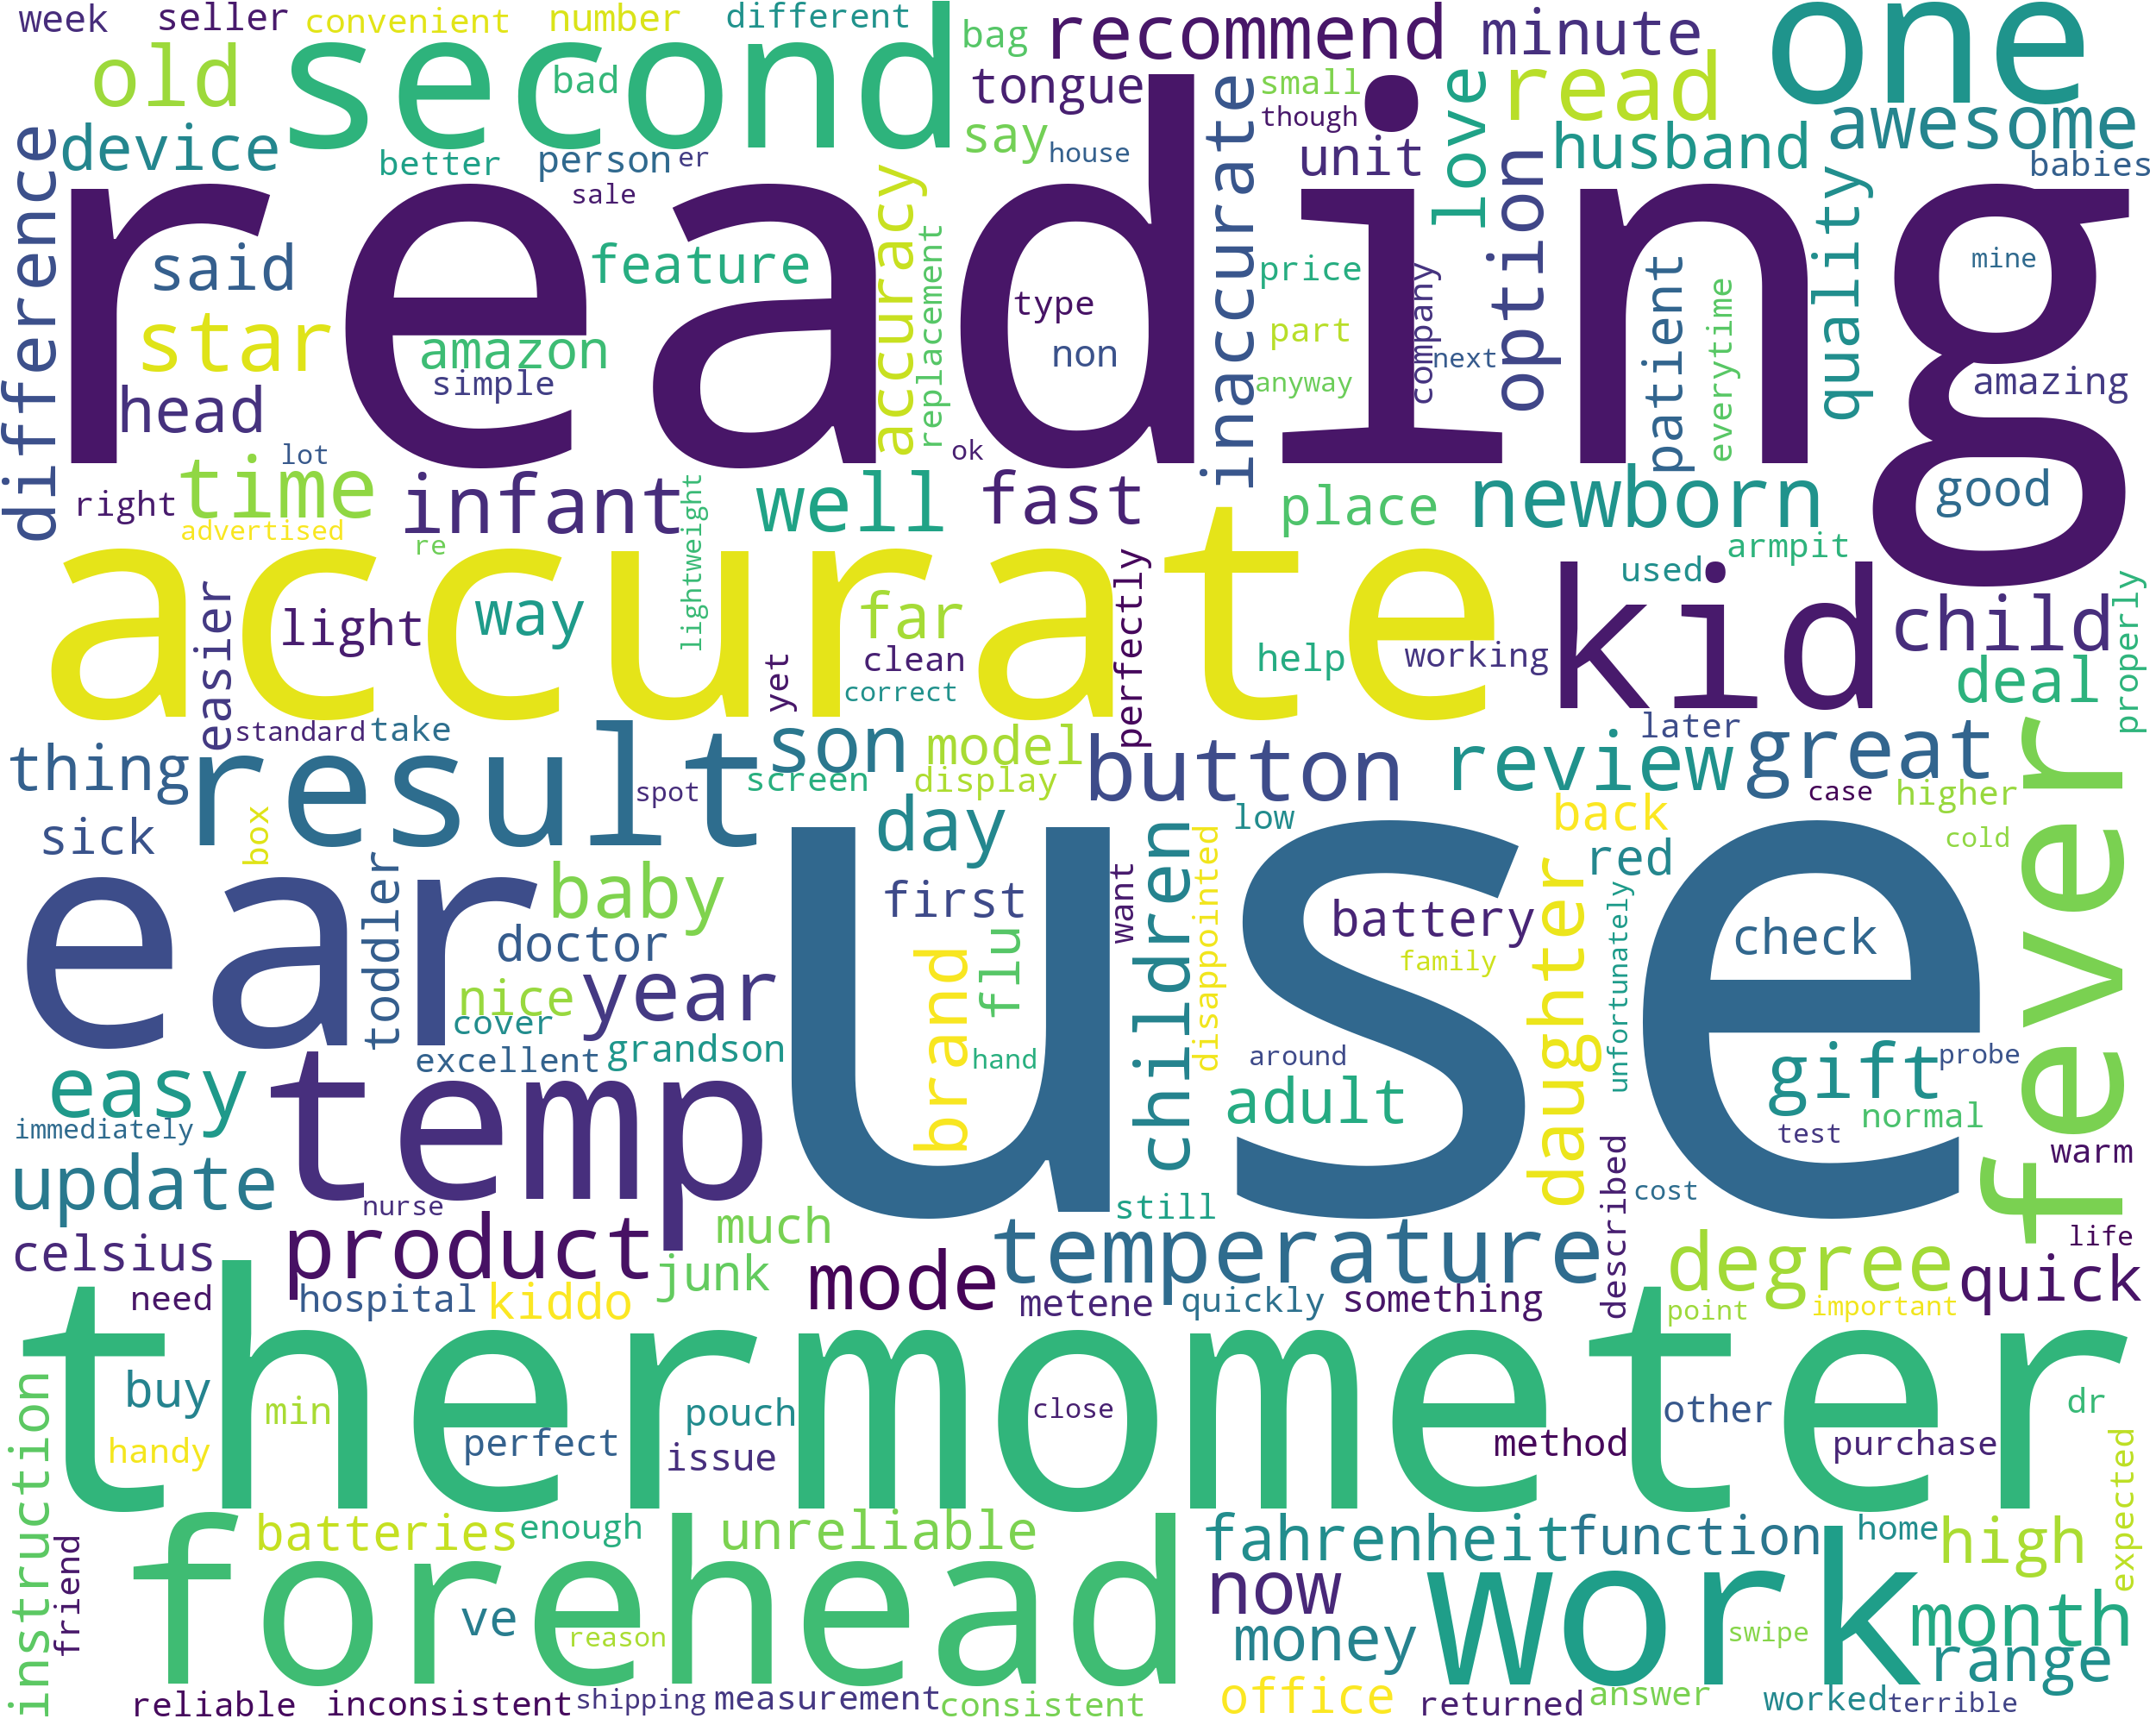 week seller convenient number different bag recommend minute one
old second bad tongue small read
device better person er say though house unit love husband awesome
difference sale reading inaccurate option babies
said feature accuracy replacement price patient everytime quality mine
star amazon type part company
head simple non anyway next amazing
time lot ok
right infant well fast place newborn good
advertised re lightweight accurate armpit
easier light way far perfectly used kid child properly
yet clean help working deal
standard take correct later
thing result son model button review great fever
sick box spot screen display day low case higher
toddler baby first children want disappointed back red cold
ear doctor use battery daughter unfortunately check
nice year brand flu family
cover
excellent grandson hand around probe
easy temp adult gift normal
immediately test
update nurse still described cost warm
celsius product much temperature degree life
need hospital kiddo junk mode metene quickly something point important quick
thermometer
instruction buy min pouch close other dr
handy perfect issue method purchase expected
forehead batteries enough unreliable fahrenheit function home high
friend ve now work month
reason money swipe range
reliable inconsistent shipping measurement consistent office returned answer worked terrible